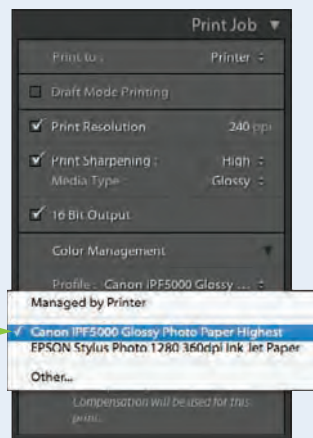 Print Job
Print to : Printer
Draft Mode Printing
Print Resolution 240 ppi
Print Sharpening : High
Media Type : Glossy
16 Bit Output
Color Management
Profile : Canon iPF5000 Glossy ...
Managed by Printer
✓ Canon iPF5000 Glossy Photo Paper Highest
EPSON Stylus Photo 1280 360dpi Ink Jet Paper
Other...
Compensation will be used for this
print.